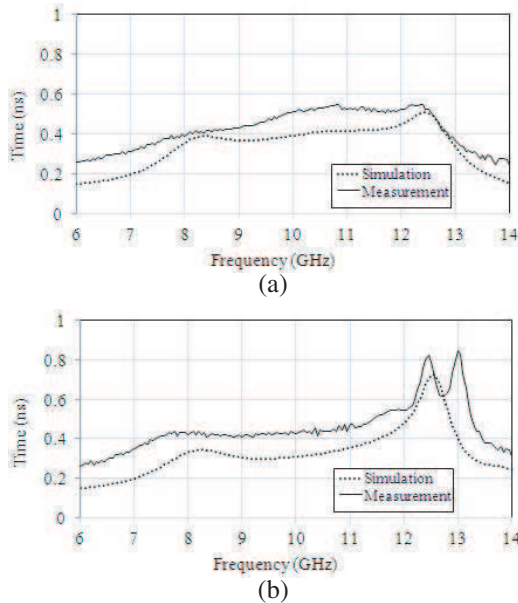 1
0.8
0.6
0.4
0.2
0
Time (ns)
Simulation
Measurement
6 7 8 9 10 11 12 13 14
Frequency (GHz)
(a)
1
0.8
0.6
0.4
0.2
0
Time (ns)
Simulation
Measurement
6 7 8 9 10 11 12 13 14
Frequency (GHz)
(b)